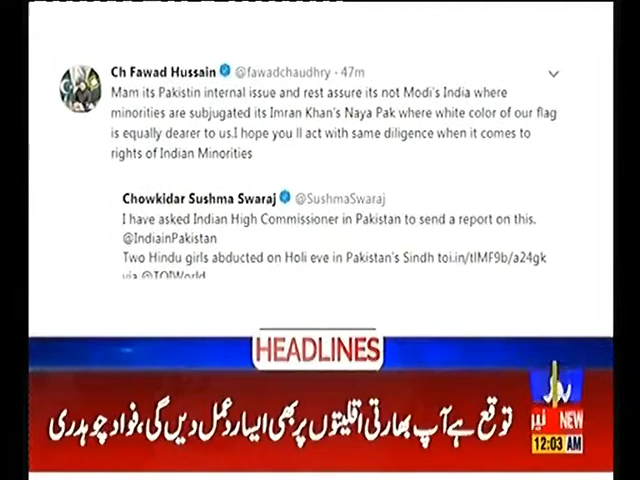 Ch Fawad Hussain @fawadchaudhry - 47m
Mam its Pakistin internal issue and rest assure its not Modi's India where
minorities are subjugated its Imran Khan's Naya Pak where white color of our flag
is equally dearer to us.I hope you ll act with same diligence when it comes to
rights of Indian Minorities
Chowkidar Sushma Swaraj @SushmaSwaraj
I have asked Indian High Commissioner in Pakistan to send a report on this.
@IndiainPakistan
Two Hindu girls abducted on Holi eve in Pakistan's Sindh toi.in/tIMF9b/a24gk
via @TOIWorld
HEADLINES
توقع ہے آپ بھارتی اقلیتوں پر بھی ایسا ردعمل دیں گی، فواد چوہدری
نیوز NEW
12:03 AM